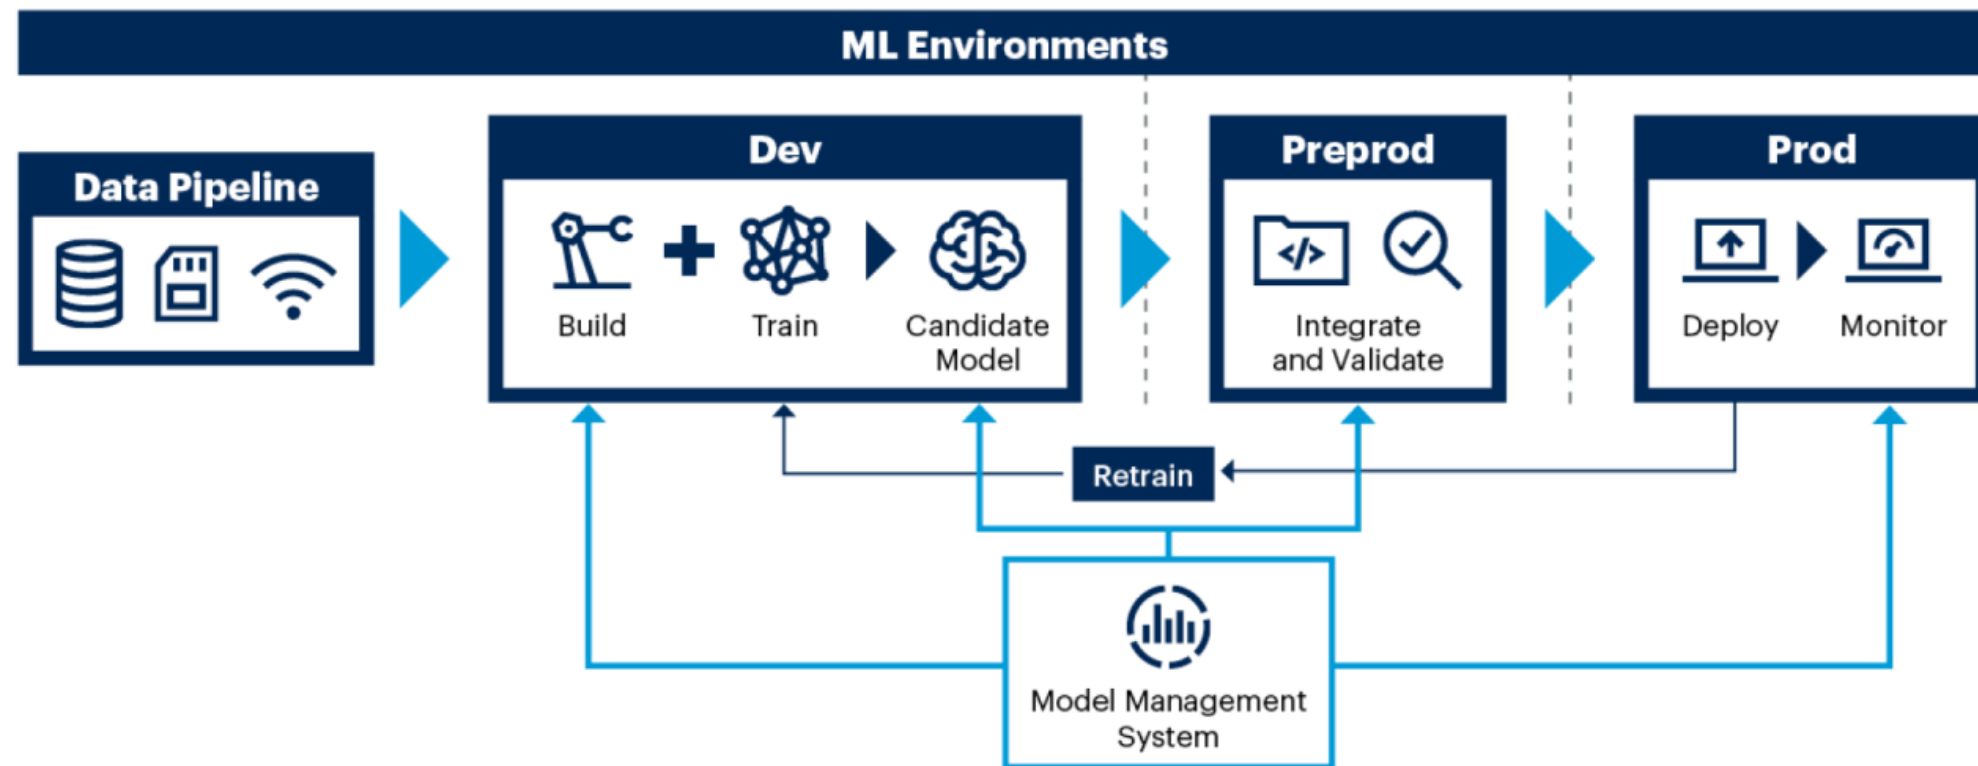 ML Environments
Data Pipeline
Dev
Build
Train
Candidate
Model
Preprod
</>
Integrate
and Validate
Prod
Deploy
Monitor
Retrain
Model Management
System